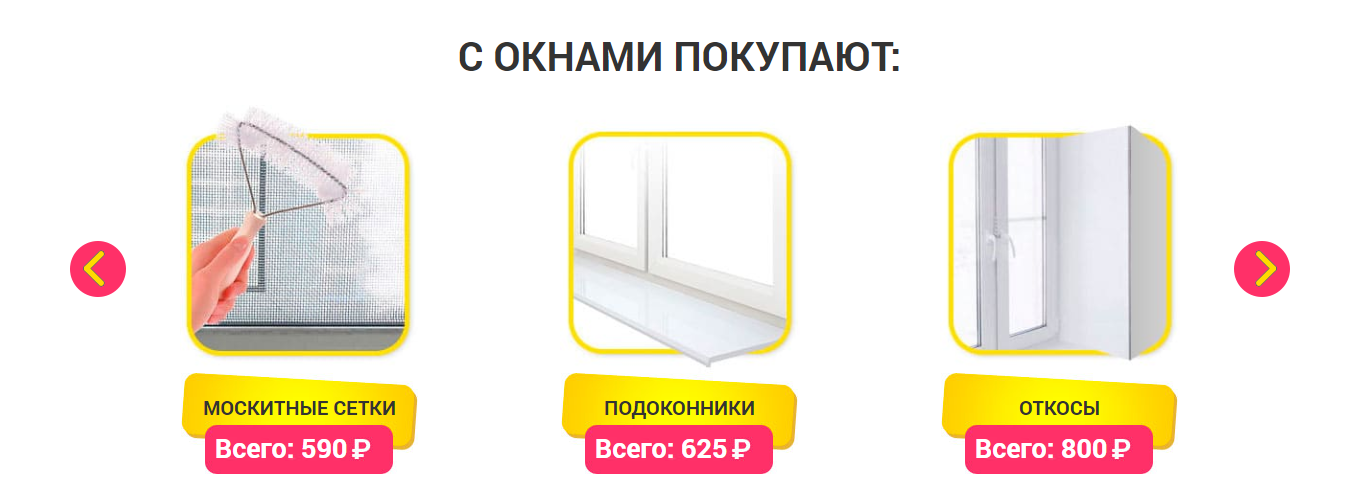 С ОКНАМИ ПОКУПАЮТ:
МОСКИТНЫЕ СЕТКИ
Всего: 590 ₽
ПОДОКОННИКИ
Всего: 625 ₽
ОТКОСЫ
Всего: 800 ₽